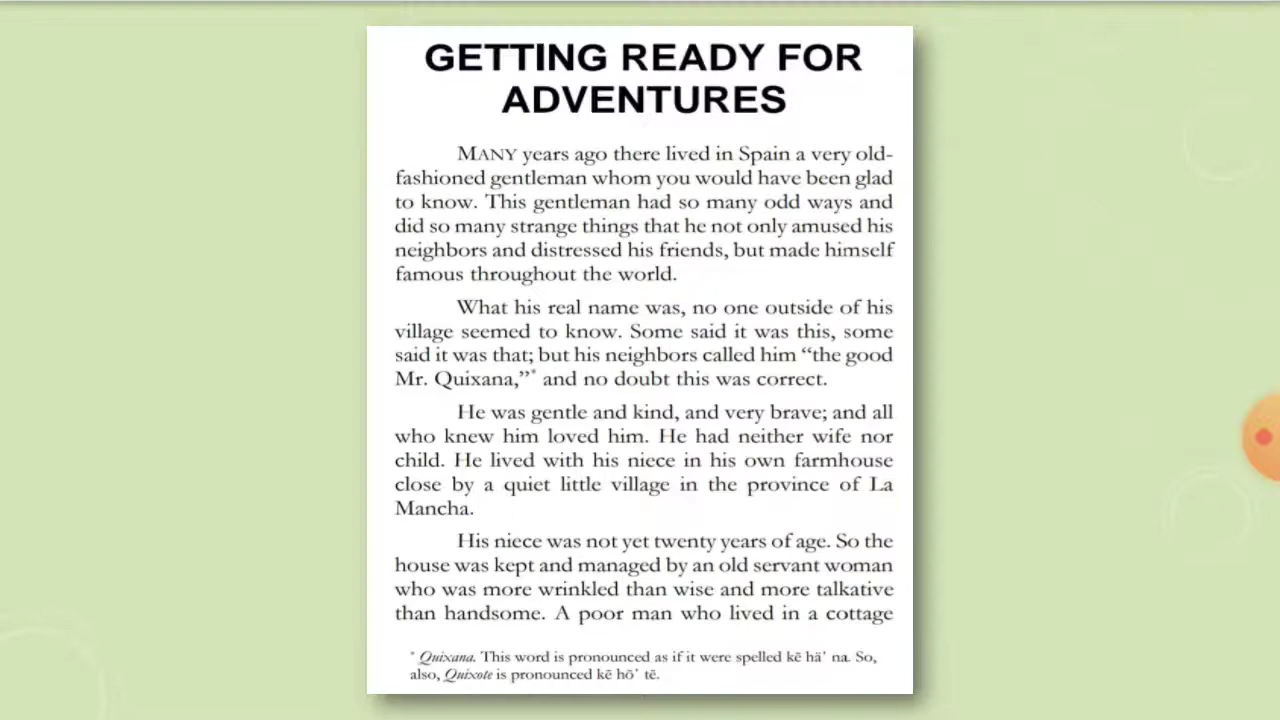 GETTING READY FOR
ADVENTURES
MANY years ago there lived in Spain a very old-
fashioned gentleman whom you would have been glad
to know. This gentleman had so many odd ways and
did so many strange things that he not only amused his
neighbors and distressed his friends, but made himself
famous throughout the world.
What his real name was, no one outside of his
village seemed to know. Some said it was this, some
said it was that; but his neighbors called him “the good
Mr. Quixana,”* and no doubt this was correct.
He was gentle and kind, and very brave; and all
who knew him loved him. He had neither wife nor
child. He lived with his niece in his own farmhouse
close by a quiet little village in the province of La
Mancha.
His niece was not yet twenty years of age. So the
house was kept and managed by an old servant woman
who was more wrinkled than wise and more talkative
than handsome. A poor man who lived in a cottage
* Quixana. This word is pronounced as if it were spelled kē hä′ na. So,
also, Quixote is pronounced kē hō′ tē.